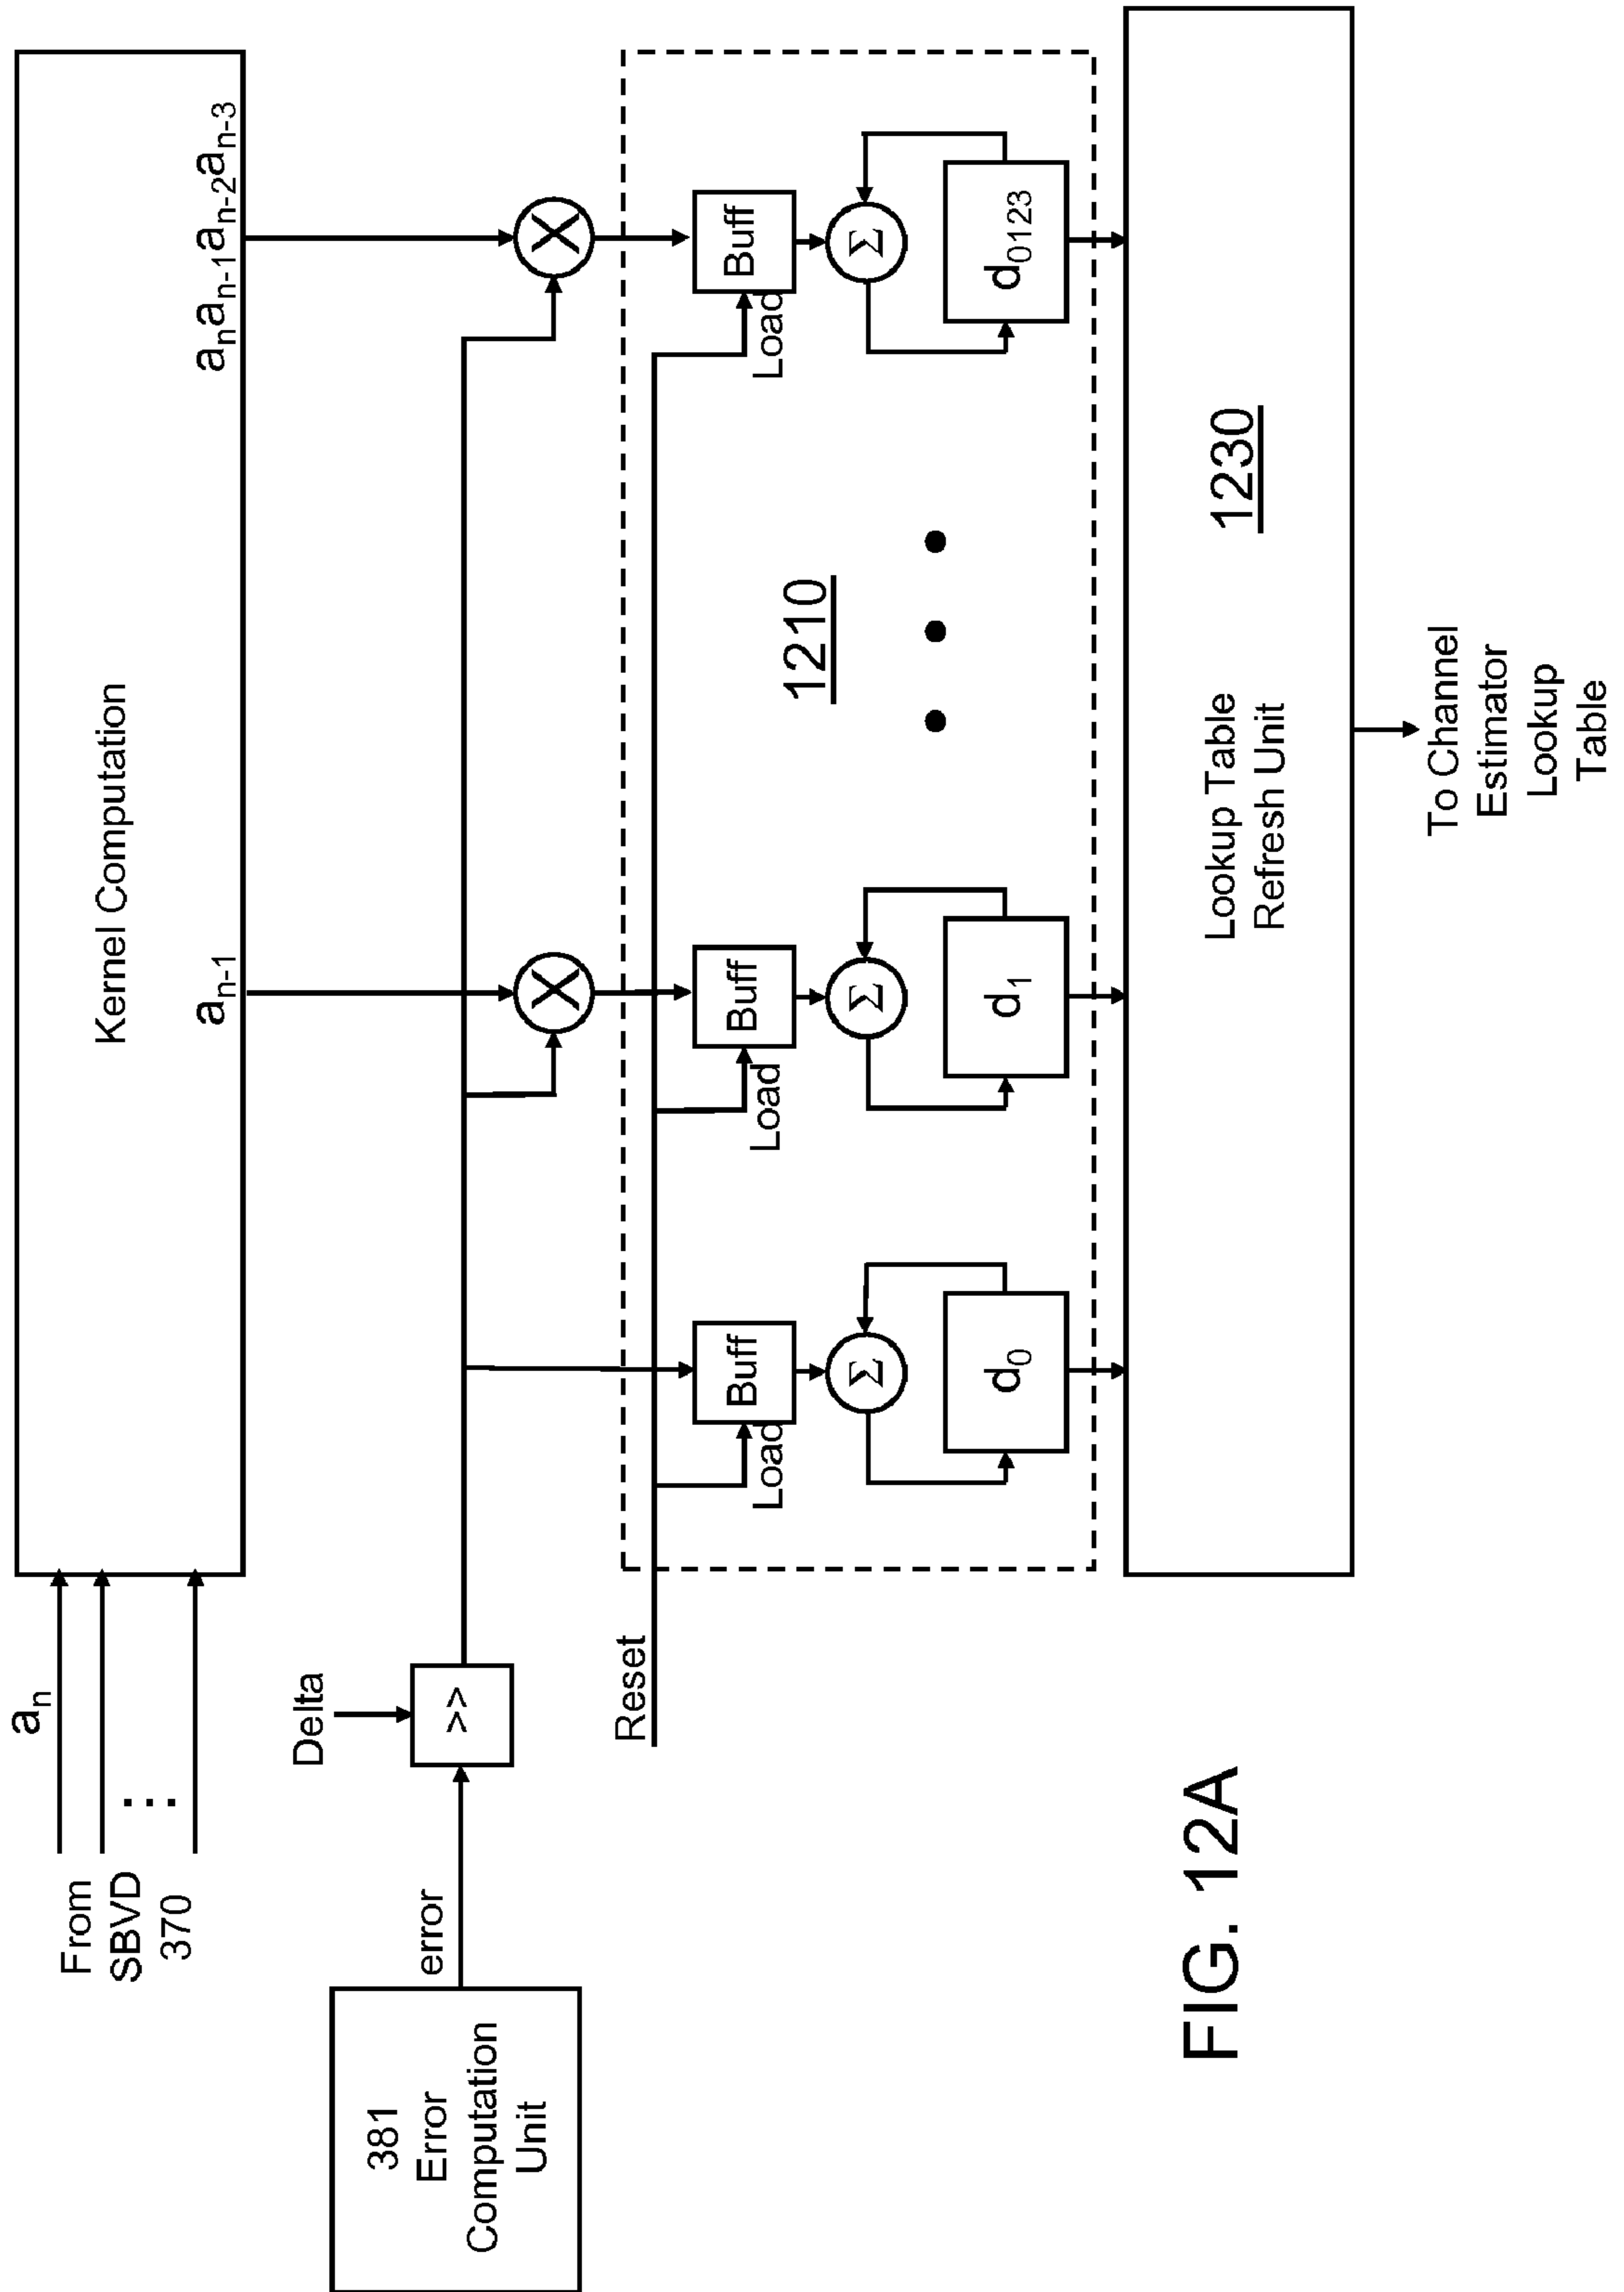 From
SBVD
370
aₙ
Kernel Computation
aₙ₋₁
aₙaₙ₋₁aₙ₋₂aₙ₋₃
381
Error
Computation
Unit
error
Delta
>>
X
X
Reset
Load
Buff
Load
Buff
Load
Buff
1210
Σ
Σ
Σ
d₀
d₁
d₀₁₂₃
Lookup Table
Refresh Unit
1230
To Channel
Estimator
Lookup
Table
FIG. 12A